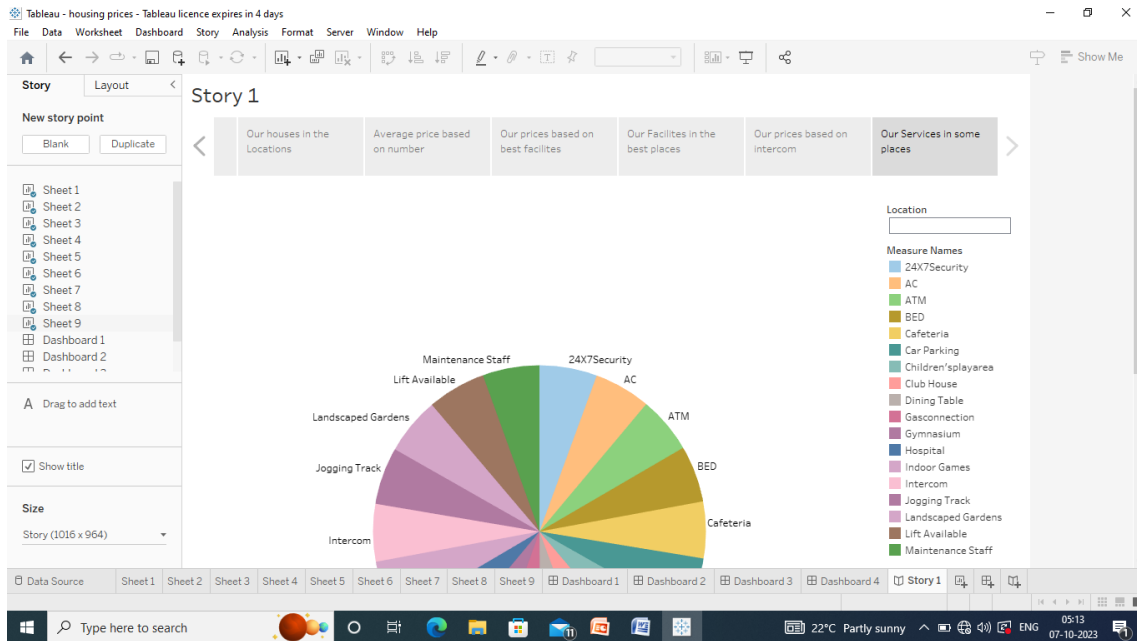 Tableau - housing prices - Tableau licence expires in 4 days
File Data Worksheet Dashboard Story Analysis Format Server Window Help
Show Me
Story Layout
New story point
Blank Duplicate
Sheet 1
Sheet 2
Sheet 3
Sheet 4
Sheet 5
Sheet 6
Sheet 7
Sheet 8
Sheet 9
Dashboard 1
Dashboard 2
A Drag to add text
Show title
Size
Story (1016 x 964)
Story 1
Our houses in the
Locations
Average price based
on number
Our prices based on
best facilites
Our Facilites in the
best places
Our prices based on
intercom
Our Services in some
places
Maintenance Staff
24X7Security
Lift Available
AC
Landscaped Gardens
ATM
Jogging Track
BED
Cafeteria
Intercom
Location
Measure Names
24X7Security
AC
ATM
BED
Cafeteria
Car Parking
Children'splayarea
Club House
Dining Table
Gasconnection
Gymnasium
Hospital
Indoor Games
Intercom
Jogging Track
Landscaped Gardens
Lift Available
Maintenance Staff
Data Source Sheet 1 Sheet 2 Sheet 3 Sheet 4 Sheet 5 Sheet 6 Sheet 7 Sheet 8 Sheet 9 Dashboard 1 Dashboard 2 Dashboard 3 Dashboard 4 Story 1
Type here to search
11
22°C Partly sunny
ENG
05:13
07-10-2023